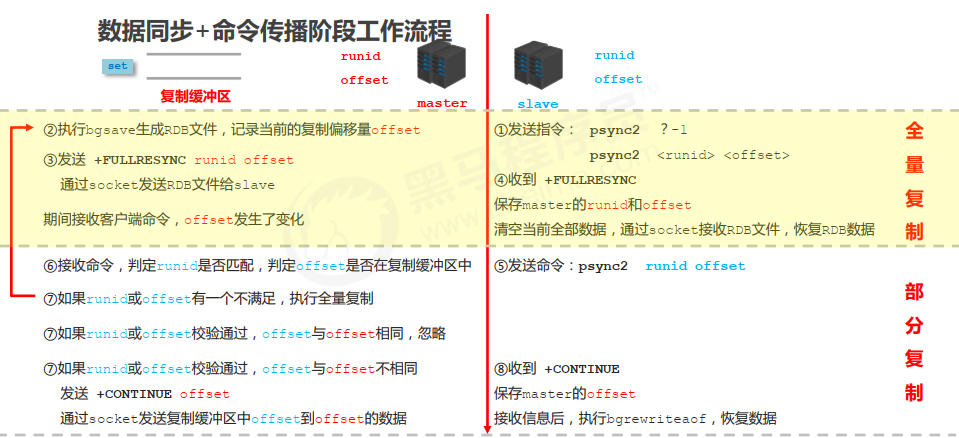 数据同步+命令传播阶段工作流程
set
复制缓冲区
runid
offset
master
slave
runid
offset
②执行bgsave生成RDB文件，记录当前的复制偏移量offset
③发送 +FULLRESYNC runid offset
通过socket发送RDB文件给slave
期间接收客户端命令，offset发生了变化
①发送指令： psync2 ？-1
psync2 <runid> <offset>
④收到 +FULLRESYNC
保存master的runid和offset
清空当前全部数据，通过socket接收RDB文件，恢复RDB数据
全量复制
⑥接收命令，判定runid是否匹配，判定offset是否在复制缓冲区中
⑦如果runid或offset有一个不满足，执行全量复制
⑦如果runid或offset校验通过，offset与offset相同，忽略
⑦如果runid或offset校验通过，offset与offset不相同
发送 +CONTINUE offset
通过socket发送复制缓冲区中offset到offset的数据
⑤发送命令：psync2 runid offset
⑧收到 +CONTINUE
保存master的offset
接收信息后，执行bgrewriteaof，恢复数据
部分复制
黑马程序员